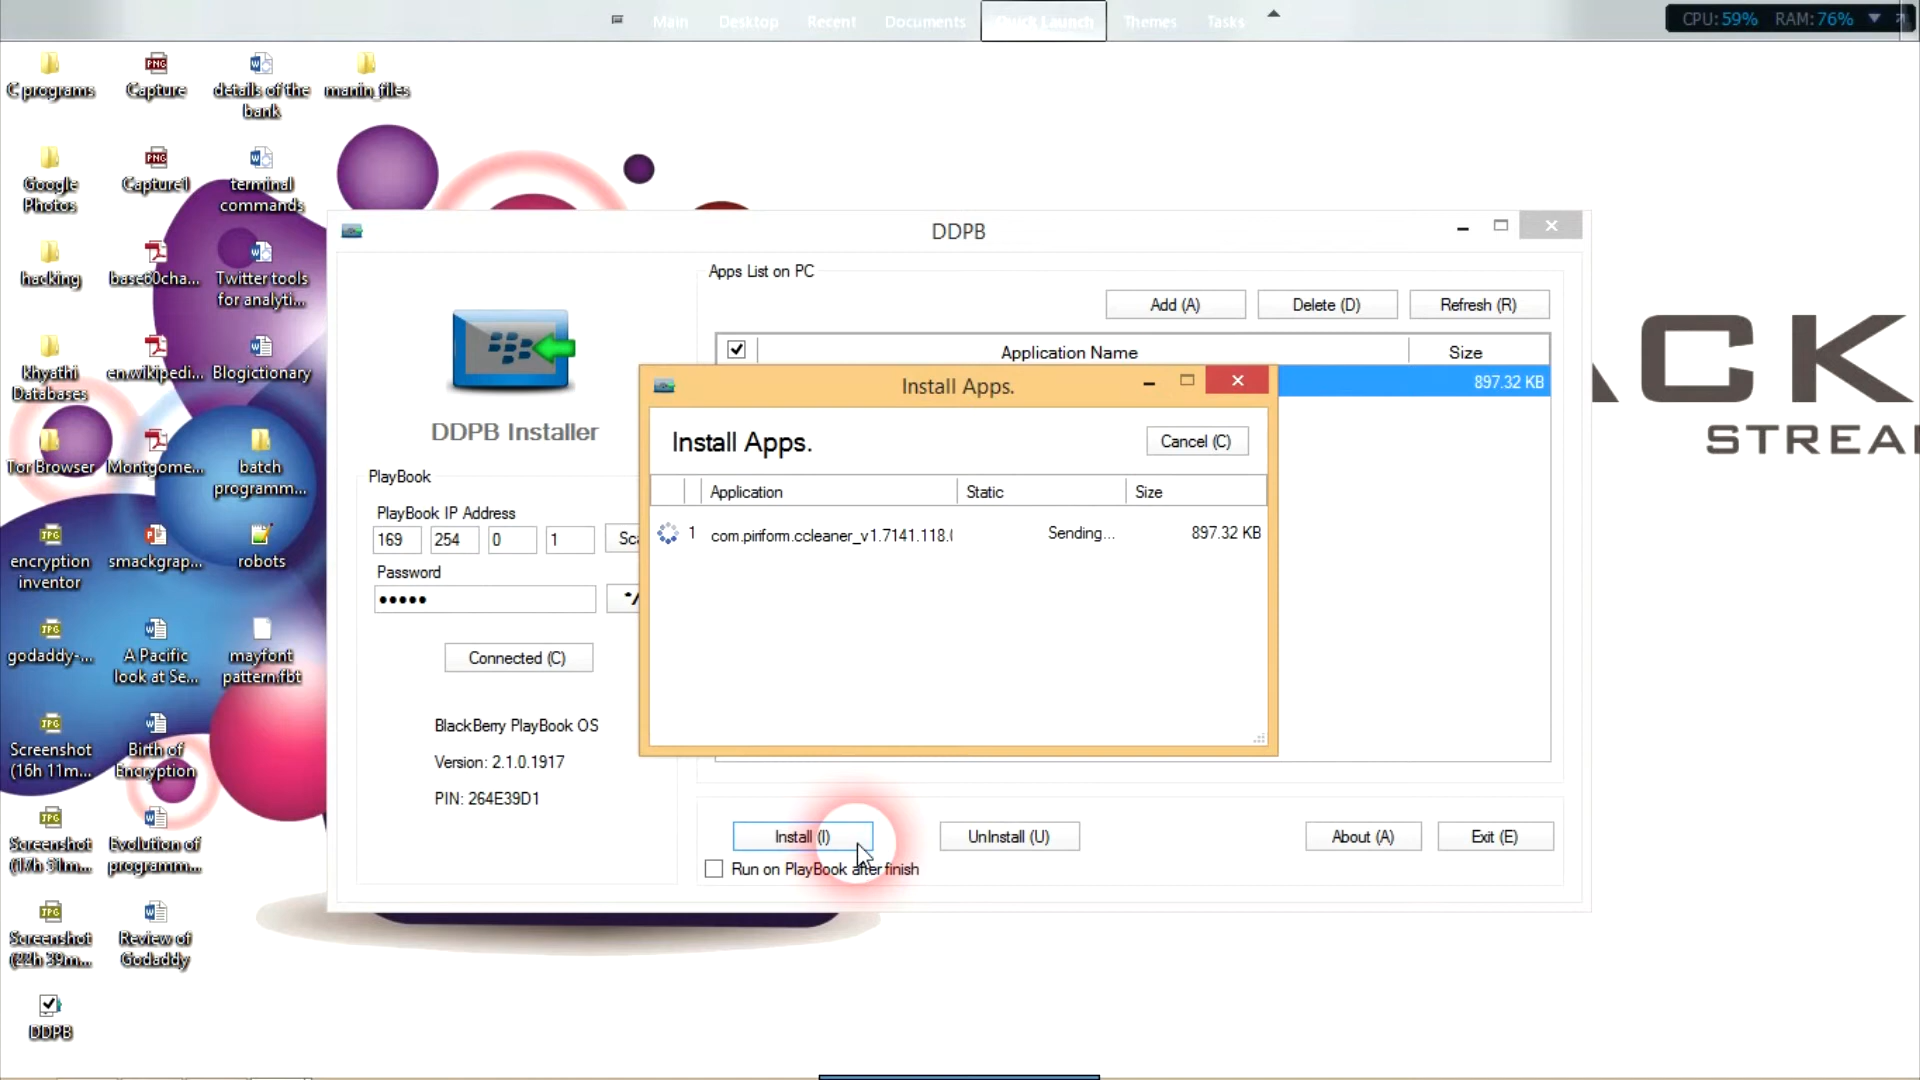 Main Desktop Recent Documents Quick Launch Themes Tasks
CPU: 59% RAM: 76%
C programs
Capture
details of the
bank
manin_files
Google
Photos
Capture1
terminal
commands
hacking
base60cha...
Twitter tools
for analyti...
khyathi
Databases
en.wikipedi...
Blogictionary
Tor Browser
Montgome...
batch
programm...
encryption
inventor
smackgrap...
robots
godaddy-...
A Pacific
look at Se...
mayfont
pattern.fbt
Screenshot
(16h 11m...
Birth of
Encryption
Screenshot
Evolution of
programm...
Screenshot
(22h 39m...
Review of
Godaddy
DDPB
DDPB
DDPB Installer
PlayBook
PlayBook IP Address
169 254 0 1
Password
•••••
Connected (C)
BlackBerry PlayBook OS
Version: 2.1.0.1917
PIN: 264E39D1
Apps List on PC
Add (A) Delete (D) Refresh (R)
Application Name Size
897.32 KB
Install Apps.
Install Apps.
Cancel (C)
Application Static Size
1 com.piriform.ccleaner_v1.7141.118.( Sending... 897.32 KB
Install (I) UnInstall (U) About (A) Exit (E)
Run on PlayBook after finish
ACK
STREA